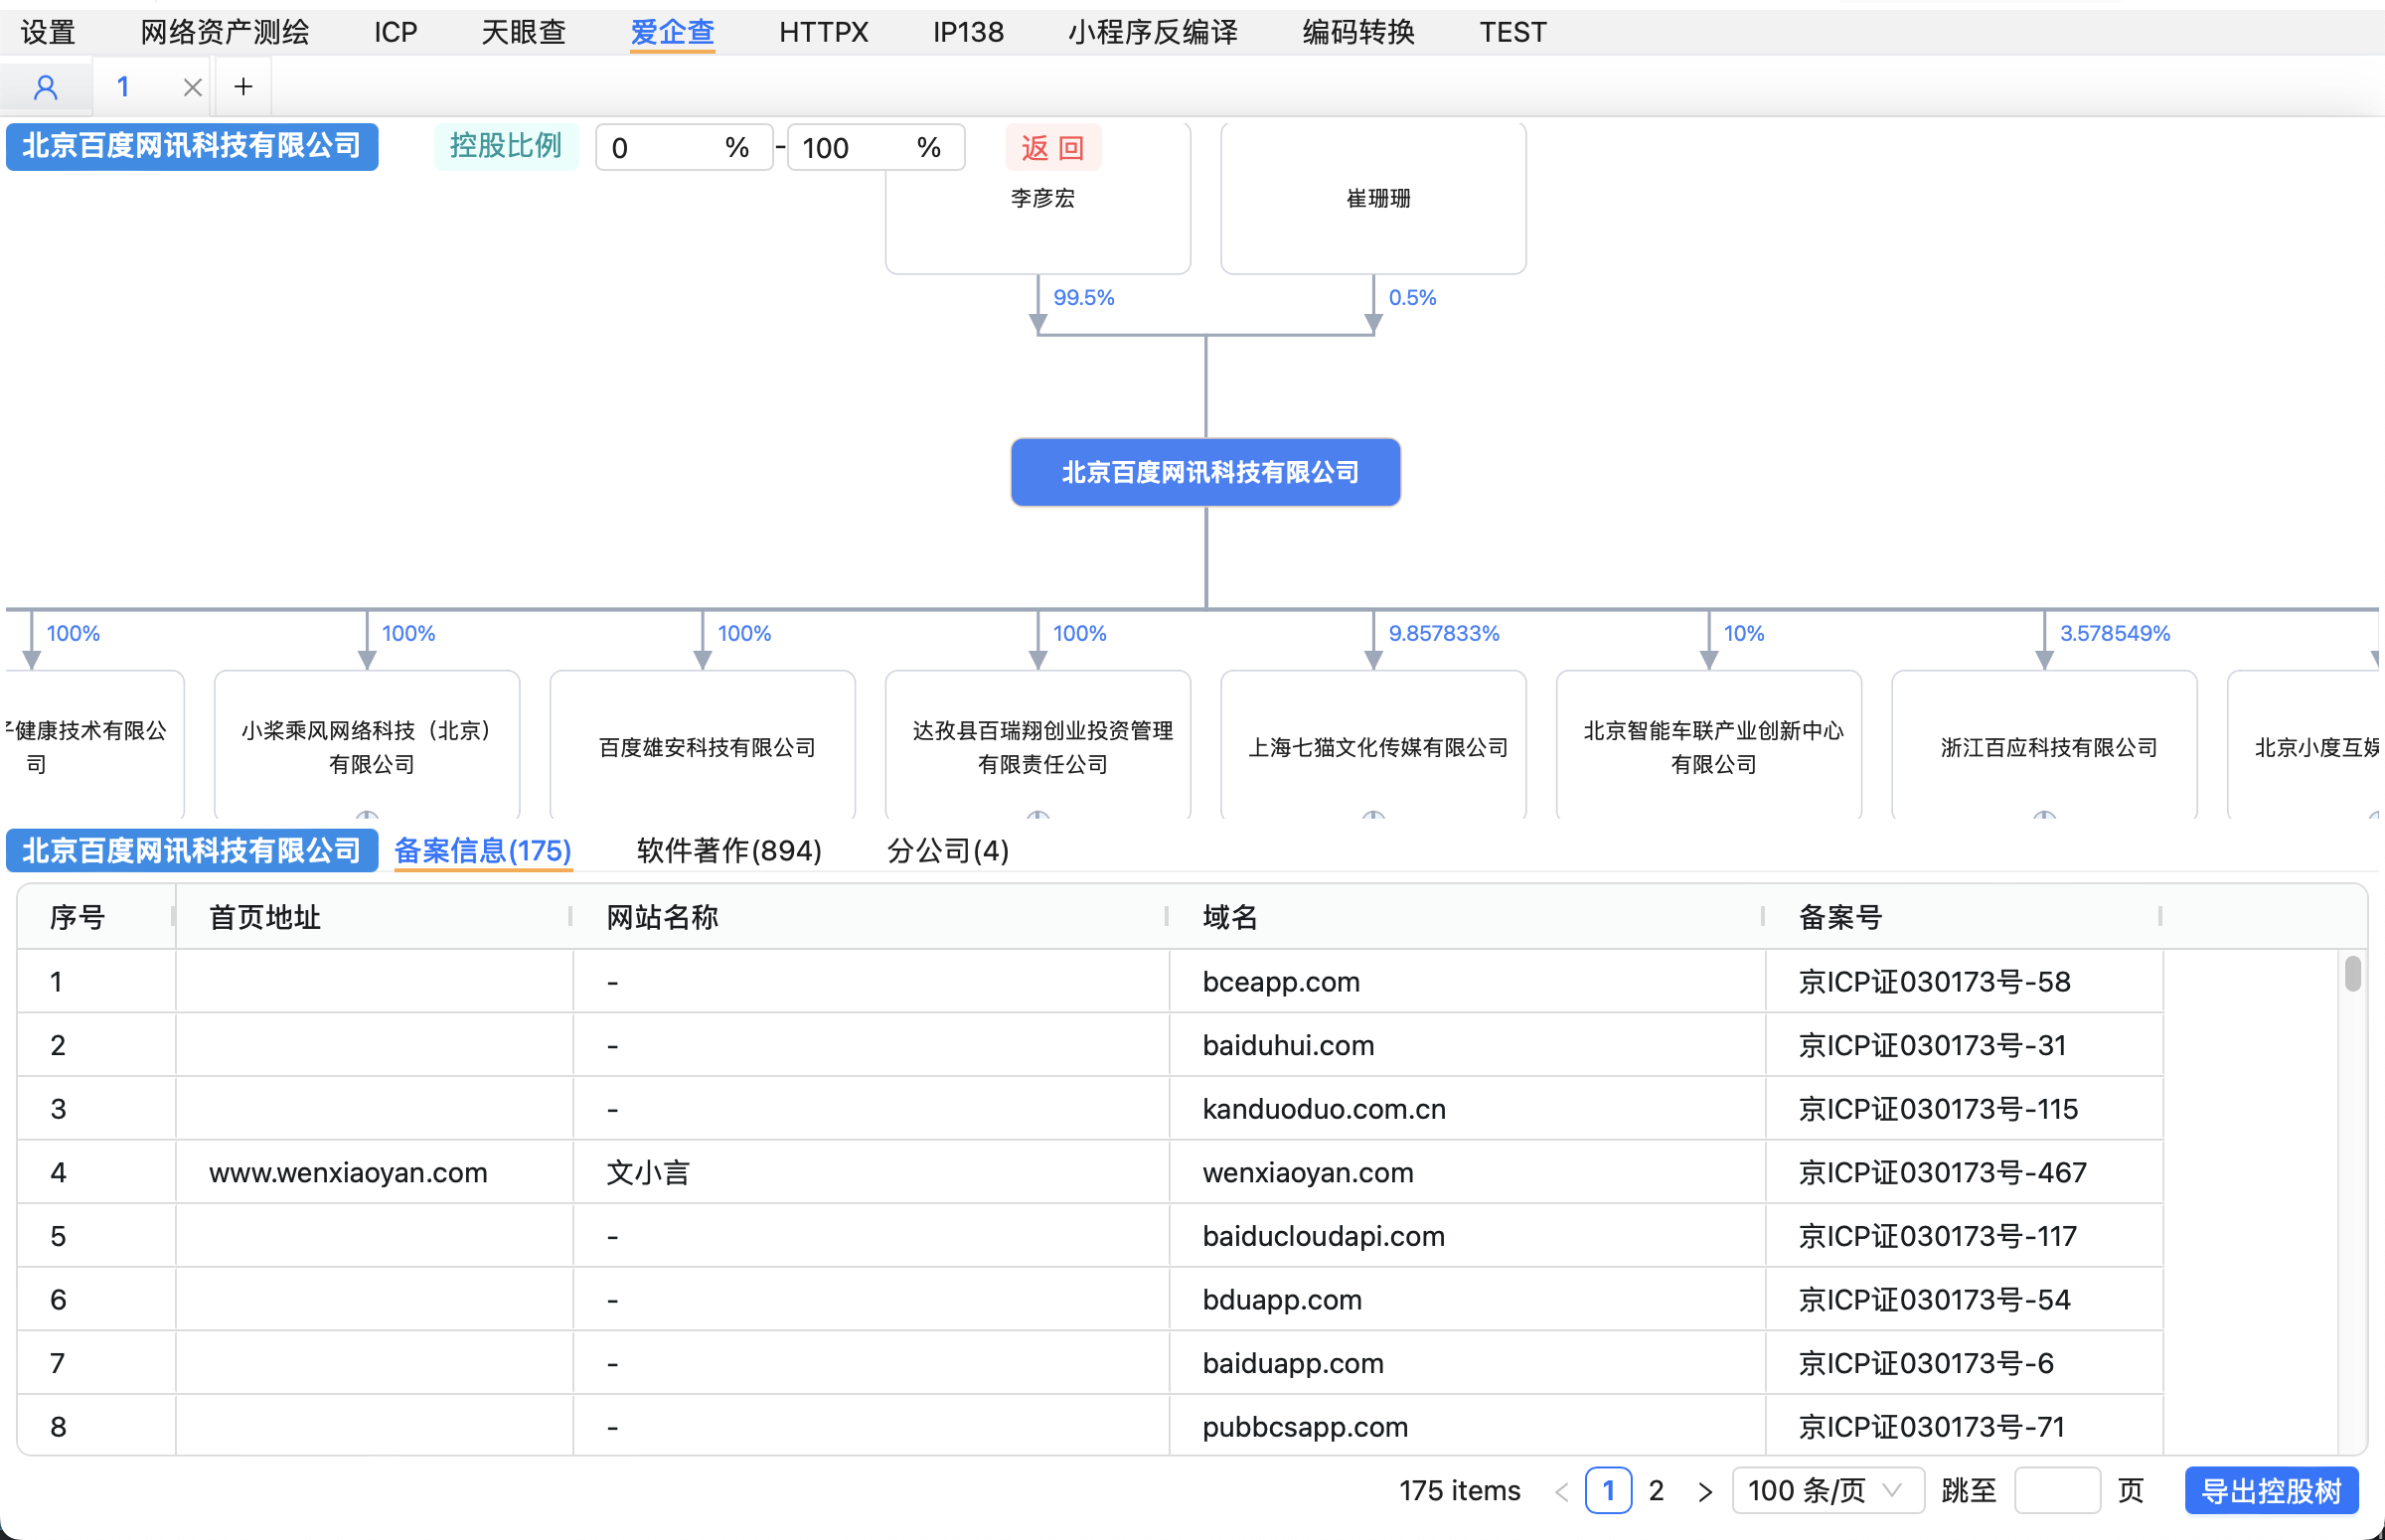 设置 网络资产测绘 ICP 天眼查 爱企查 HTTPX IP138 小程序反编译 编码转换 TEST
1
北京百度网讯科技有限公司 控股比例 0 % - 100 % 返 回
李彦宏 崔珊珊
99.5% 0.5%
北京百度网讯科技有限公司
100% 100% 100% 100% 9.857833% 10% 3.578549%
健康技术有限公
司
小桨乘风网络科技（北京）
有限公司
百度雄安科技有限公司
达孜县百瑞翔创业投资管理
有限责任公司
上海七猫文化传媒有限公司
北京智能车联产业创新中心
有限公司
浙江百应科技有限公司
北京小度互娱
北京百度网讯科技有限公司 备案信息(175) 软件著作(894) 分公司(4)
序号 首页地址 网站名称 域名 备案号
1 - bceapp.com 京ICP证030173号-58
2 - baiduhui.com 京ICP证030173号-31
3 - kanduoduo.com.cn 京ICP证030173号-115
4 www.wenxiaoyan.com 文小言 wenxiaoyan.com 京ICP证030173号-467
5 - baiducloudapi.com 京ICP证030173号-117
6 - bduapp.com 京ICP证030173号-54
7 - baiduapp.com 京ICP证030173号-6
8 - pubbcsapp.com 京ICP证030173号-71
175 items < 1 2 > 100 条/页 跳至 页 导出控股树